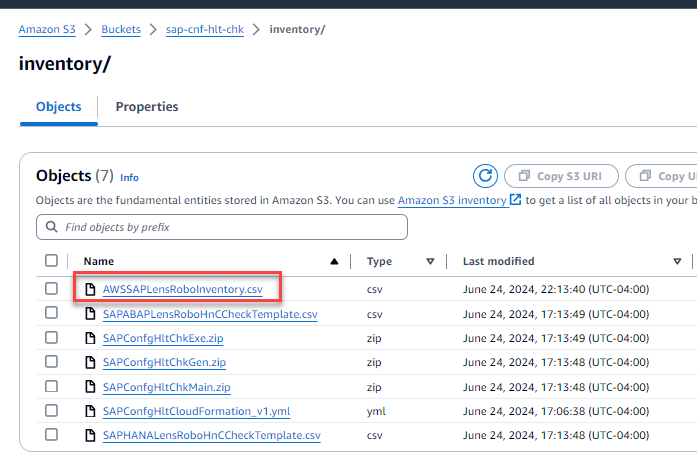 Amazon S3 > Buckets > sap-cnf-hlt-chk > inventory/
inventory/
Objects Properties
Objects (7) Info
Copy S3 URI
Objects are the fundamental entities stored in Amazon S3. You can use Amazon S3 inventory to get a list of all objects in your b
Find objects by prefix
Name Type Last modified
AWSSAPLensRoboInventory.csv csv June 24, 2024, 22:13:40 (UTC-04:00)
SAPABAPLensRoboHnCCheckTemplate.csv csv June 24, 2024, 17:13:49 (UTC-04:00)
SAPConfgHltChkExe.zip zip June 24, 2024, 17:13:49 (UTC-04:00)
SAPConfgHltChkGen.zip zip June 24, 2024, 17:13:48 (UTC-04:00)
SAPConfgHltChkMain.zip zip June 24, 2024, 17:13:48 (UTC-04:00)
SAPConfgHltCloudFormation_v1.yml yml June 24, 2024, 17:06:38 (UTC-04:00)
SAPHANALensRoboHnCCheckTemplate.csv csv June 24, 2024, 17:13:48 (UTC-04:00)